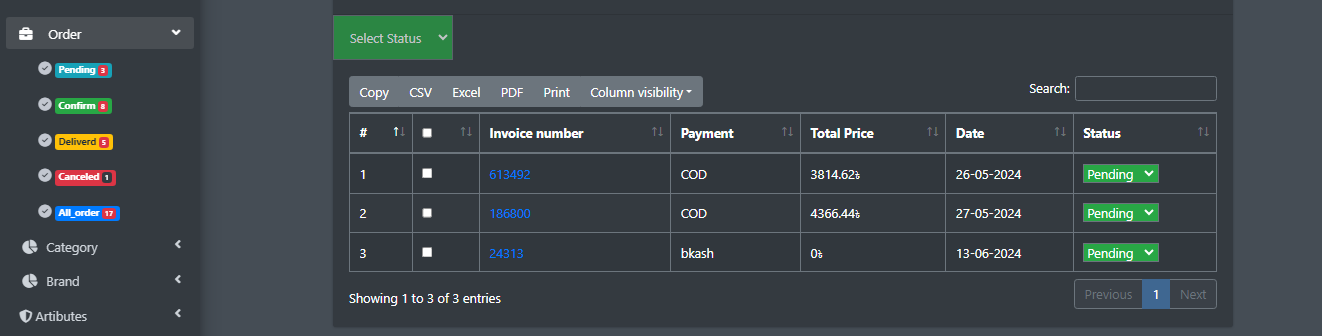 Order
Pending 3
Confirm 8
Deliverd 5
Canceled 1
All_order 17
Category
Brand
Artibutes
Select Status
Copy CSV Excel PDF Print Column visibility
Search:
# Invoice number Payment Total Price Date Status
1 613492 COD 3814.62৳ 26-05-2024 Pending
2 186800 COD 4366.44৳ 27-05-2024 Pending
3 24313 bkash 0৳ 13-06-2024 Pending
Showing 1 to 3 of 3 entries
Previous 1 Next